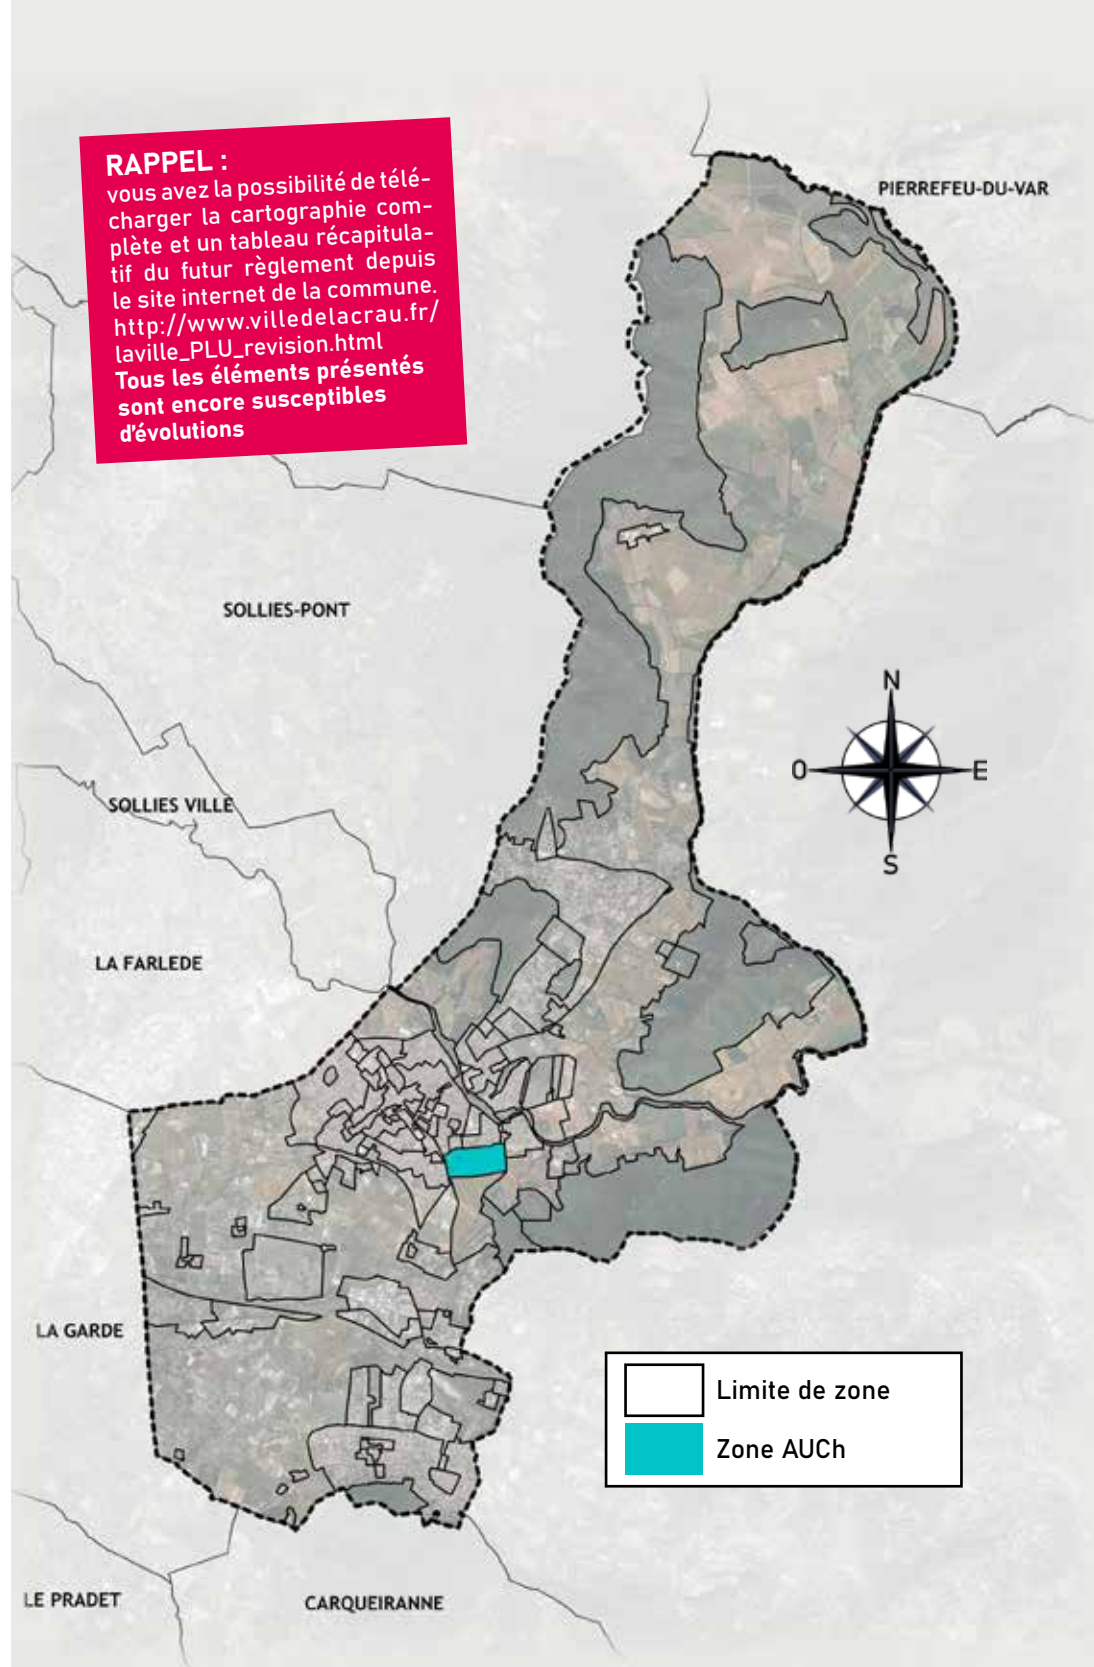 RAPPEL :
vous avez la possibilité de télé-
charger la cartographie com-
plète et un tableau récapitula-
tif du futur règlement depuis
le site internet de la commune.
http://www.villedelacrau.fr/
laville_PLU_revision.html
Tous les éléments présentés
sont encore susceptibles
d'évolutions
PIERREFEU-DU-VAR
SOLLIES-PONT
N
O
E
S
SOLLIES VILLE
LA FARLEDE
LA GARDE
Limite de zone
Zone AUCh
LE PRADET
CARQUEIRANNE